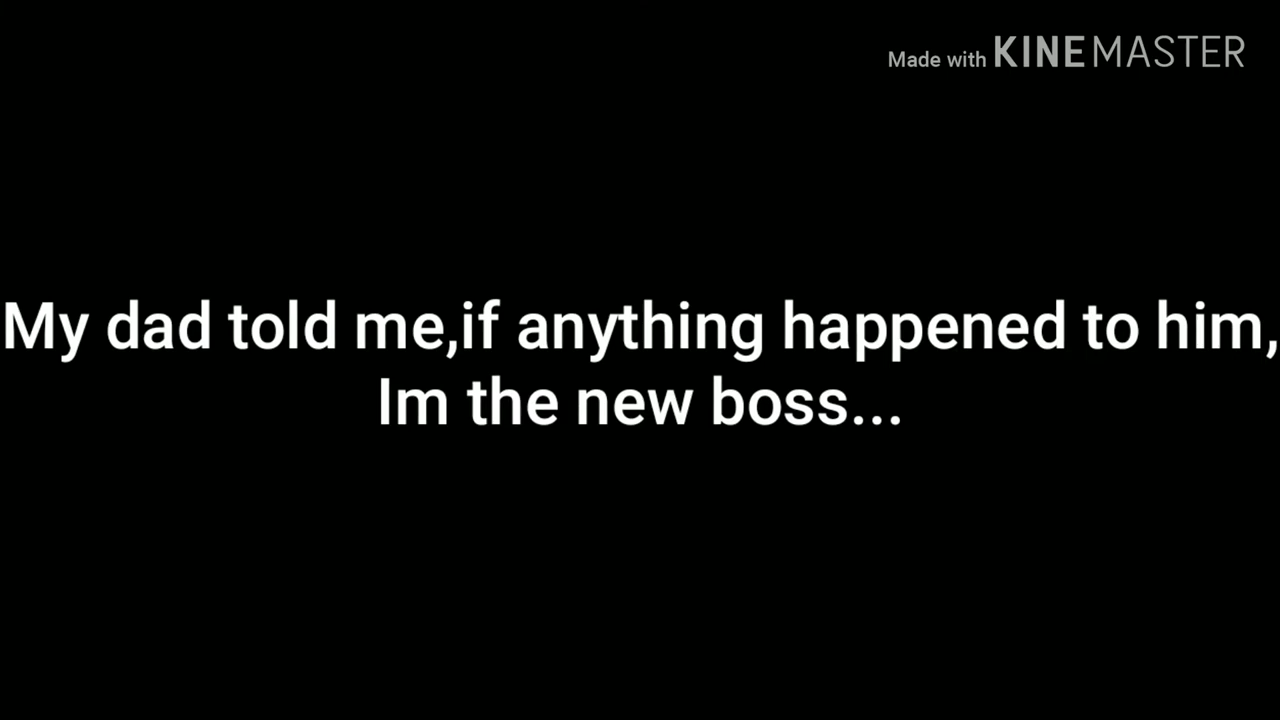 Made with KINEMASTER
My dad told me,if anything happened to him,
Im the new boss...